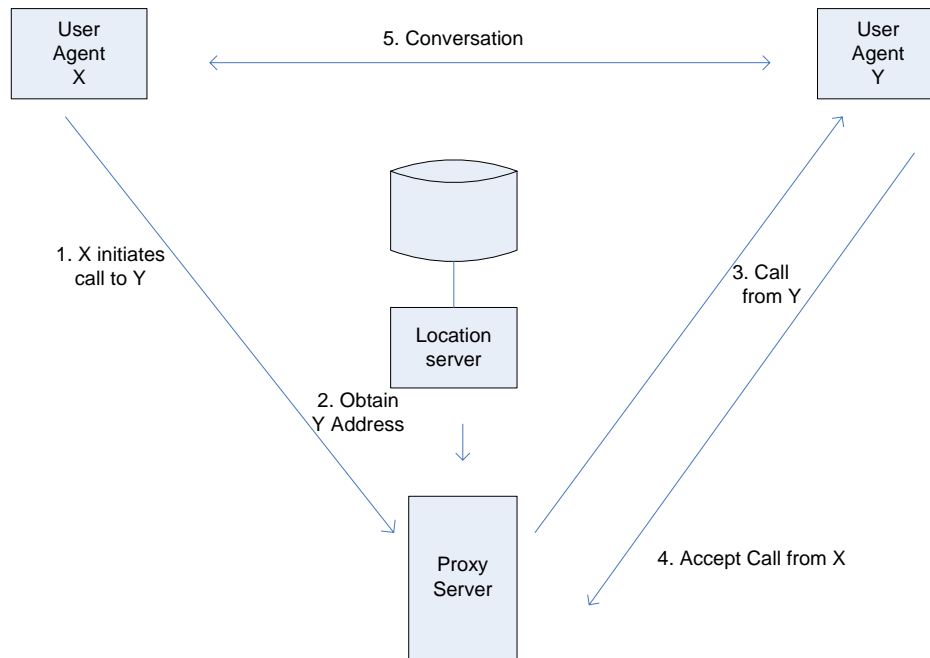 User
Agent
X
5. Conversation
User
Agent
Y
1. X initiates
call to Y
3. Call
from Y
Location
server
2. Obtain
Y Address
4. Accept Call from X
Proxy
Server